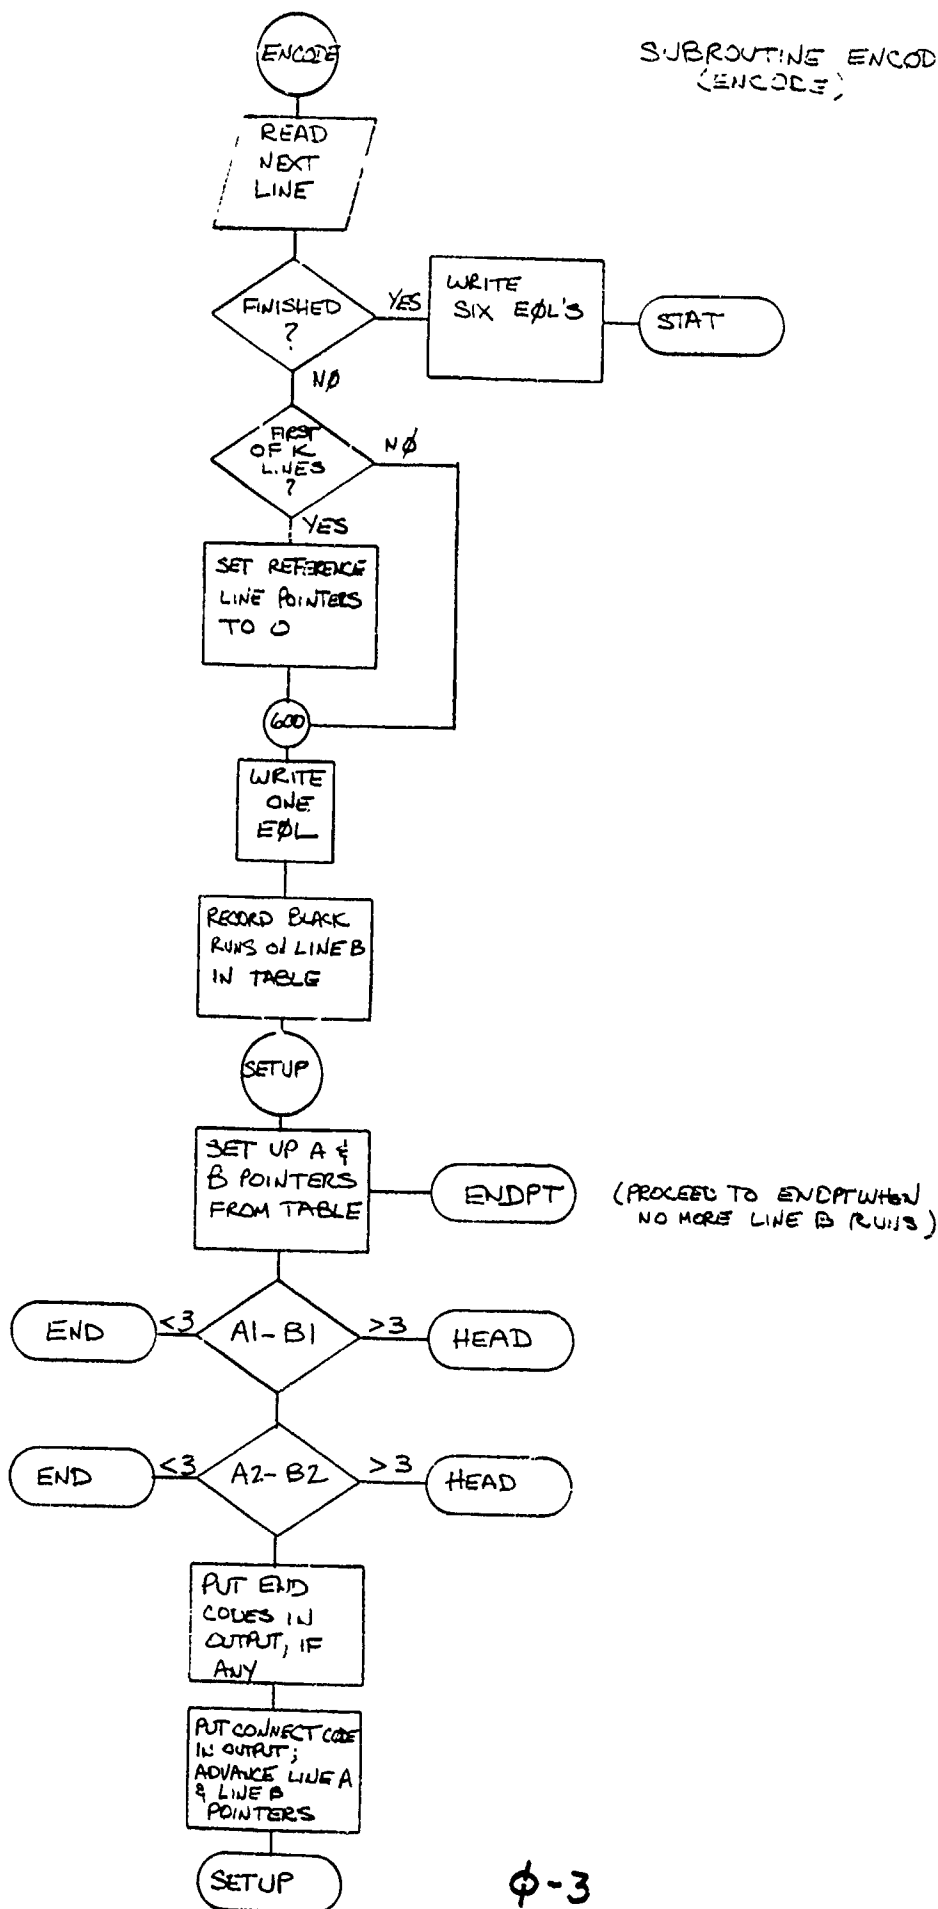 ENCODE
SUBROUTINE ENCOD
(ENCODE)
READ
NEXT
LINE
FINISHED
?
YES
WRITE
SIX EØL'S
STAT
NØ
FIRST
OF K
LINES
?
NØ
YES
SET REFERENCE
LINE POINTERS
TO O
600
WRITE
ONE
EØL
RECORD BLACK
RUNS ON LINE B
IN TABLE
SETUP
SET UP A &
B POINTERS
FROM TABLE
ENDPT
(PROCEED TO ENDPT WHEN
NO MORE LINE B RUNS)
END
<3
A1-B1
>3
HEAD
END
<3
A2-B2
>3
HEAD
PUT END
CODES IN
OUTPUT, IF
ANY
PUT CONNECT CODE
IN OUTPUT;
ADVANCE LINE A
& LINE B
POINTERS
SETUP
φ-3